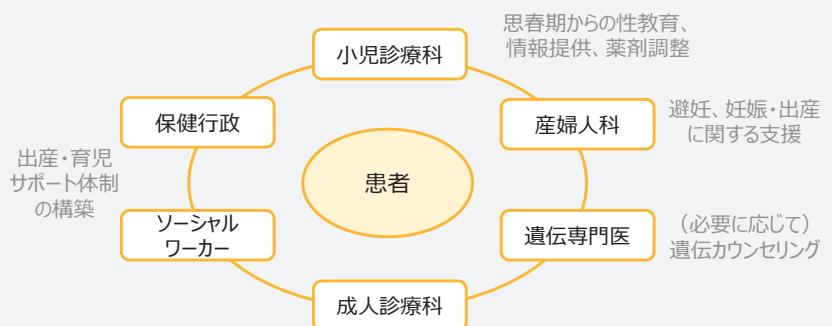 思春期からの性教育、
情報提供、薬剤調整
小児診療科
保健行政
産婦人科
避妊、妊娠・出産
に関する支援
出産・育児
サポート体制
の構築
患者
ソーシャル
ワーカー
遺伝専門医
（必要に応じて）
遺伝カウンセリング
成人診療科